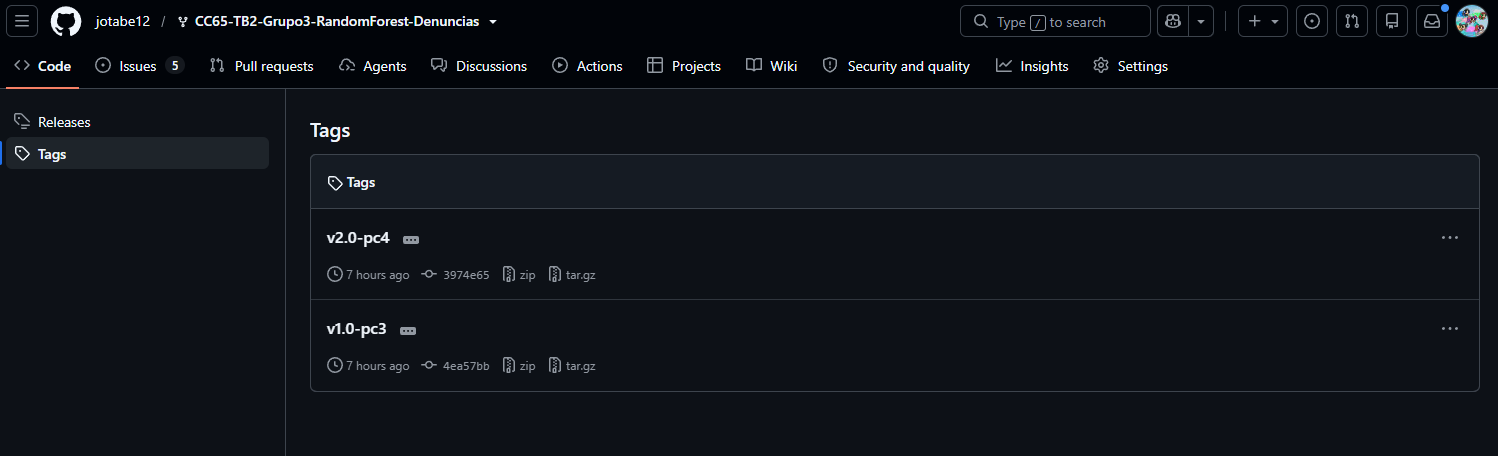 jotabe12 / CC65-TB2-Grupo3-RandomForest-Denuncias
Type / to search
Code Issues 5 Pull requests Agents Discussions Actions Projects Wiki Security and quality Insights Settings
Releases
Tags
Tags
Tags
v2.0-pc4
7 hours ago 3974e65 zip tar.gz
v1.0-pc3
7 hours ago 4ea57bb zip tar.gz